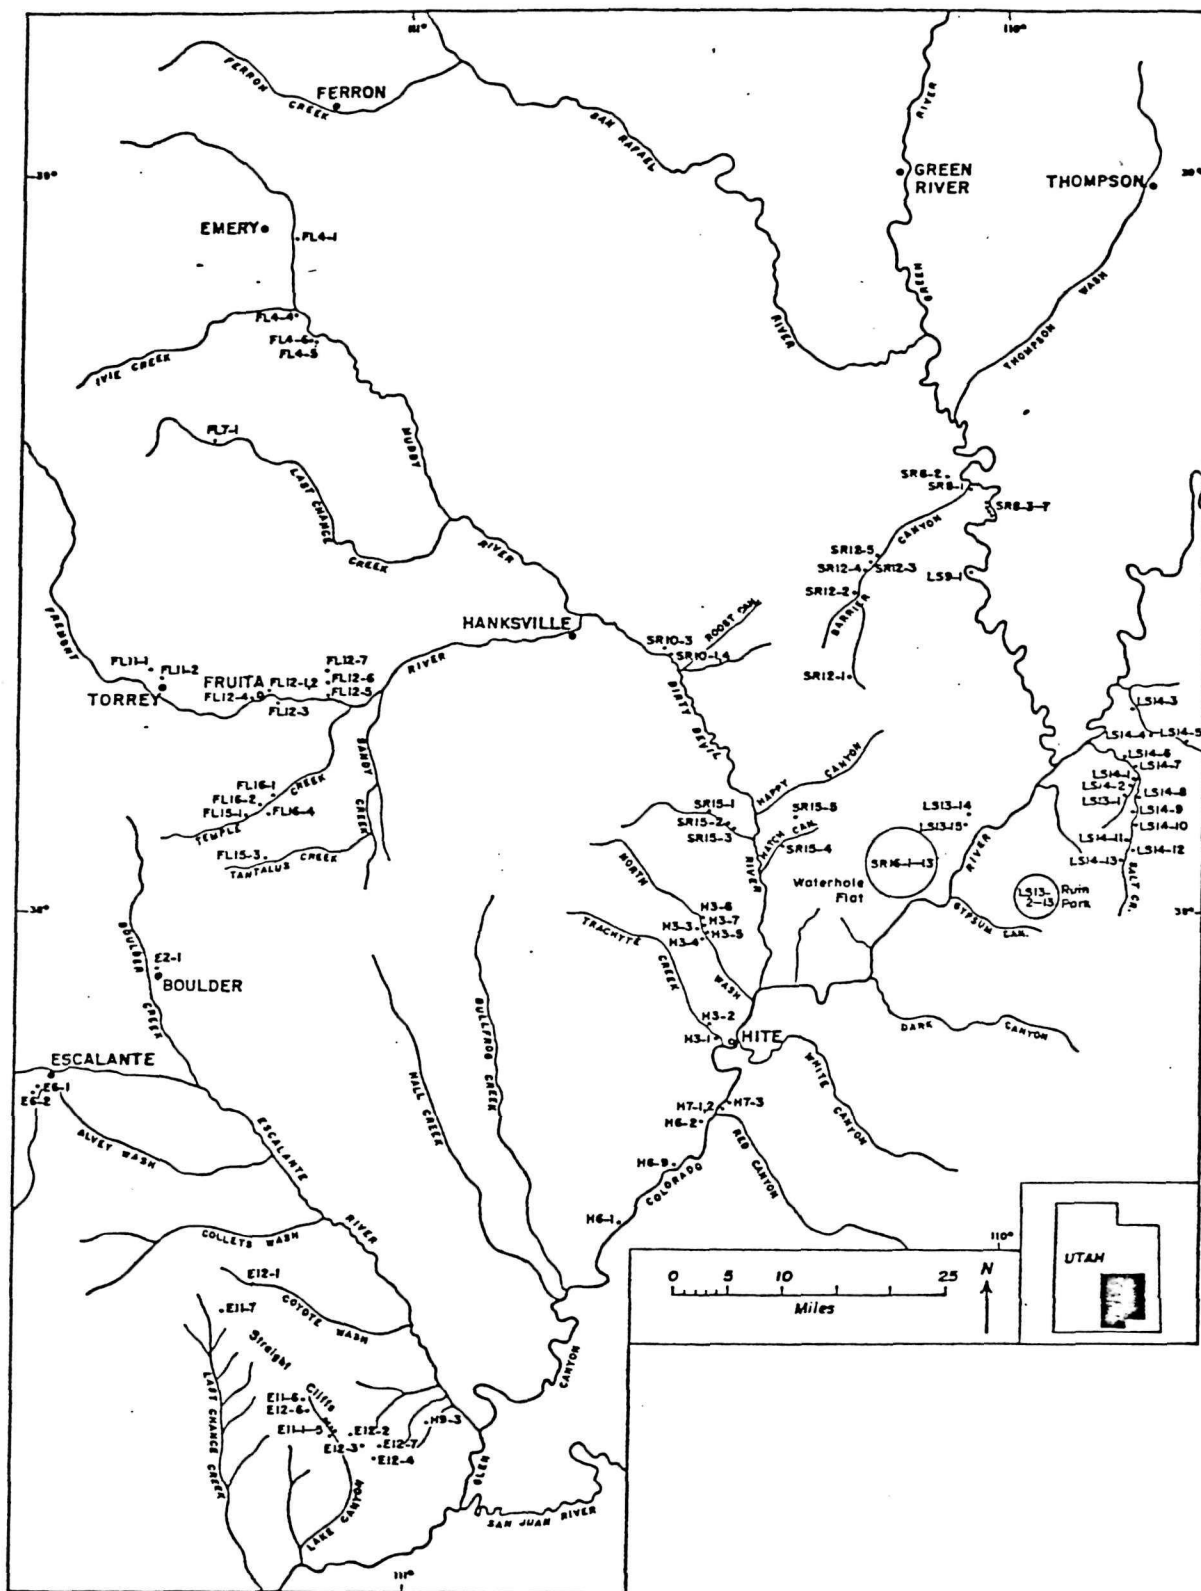 111°
110°
FERRON CREEK
FERRON
SAN RAFAEL
RIVER
RIVER
GREEN RIVER
GREEN
THOMPSON
39°
EMERY
FL4-1
THOMPSON WASH
RIVER
FL4-4
FL4-6
FL4-5
IVIE CREEK
MUDDY
FL7-1
LAST CHANCE
CREEK
RIVER
SR8-2
SR8-1
SR8-3-7
CANYON
SR12-5
SR12-4
SR12-3
LS9-1
SR12-2
BARRIER
SR12-1
FREMONT
HANKSVILLE
ROOST CAN.
SR10-3
SR10-1,4
RIVER
FL11-1
FL11-2
TORREY
FRUITA
FL12-7
FL12-1,2
FL12-6
FL12-4
FL12-5
FL12-3
DIRTY DEVIL
LS14-3
LS14-4
LS14-5
LS14-6
LS14-7
LS14-1
LS14-2
LS14-8
LS13-1
LS14-9
LS14-10
LS14-11
LS14-12
LS14-13
SALT CR.
SANDY
CREEK
HAPPY CANYON
FL16-1
FL16-2
FL16-4
FL15-1
TEMPLE
CREEK
FL15-3
TANTALUS CREEK
SR15-1
SR15-2
SR15-3
SR15-5
SR15-4
HATCH CAN.
RIVER
LS13-14
LS13-15
SR16-1-13
RIVER
LS13-
2-13
Ruin
Park
NORTH
WASH
Waterhole
Flat
38°
38°
H3-6
H3-7
H3-3
H3-5
H3-4
TRACHYTE
CREEK
GYPSUM CAN.
E2-1
BOULDER
BOULDER
CREEK
H3-2
H3-1
HITE
DARK CANYON
ESCALANTE
E6-1
E6-2
ALVEY WASH
HALL CREEK
BULLFROG
CREEK
WHITE
CANYON
H7-1,2
H7-3
H6-2
RED
CANYON
H6-9
COLORADO
H6-1
ESCALANTE
RIVER
COLLETS WASH
110°
E12-1
COYOTE WASH
E11-7
Straight
Cliffs
LAST CHANCE
CREEK
0 5 10 25
Miles
N
UTAH
CANYON
E11-6
E12-6
E11-1-5
E12-2
E12-3
E12-7
E12-4
H9-3
GLEN
LAKE CANYON
SAN JUAN RIVER
111°